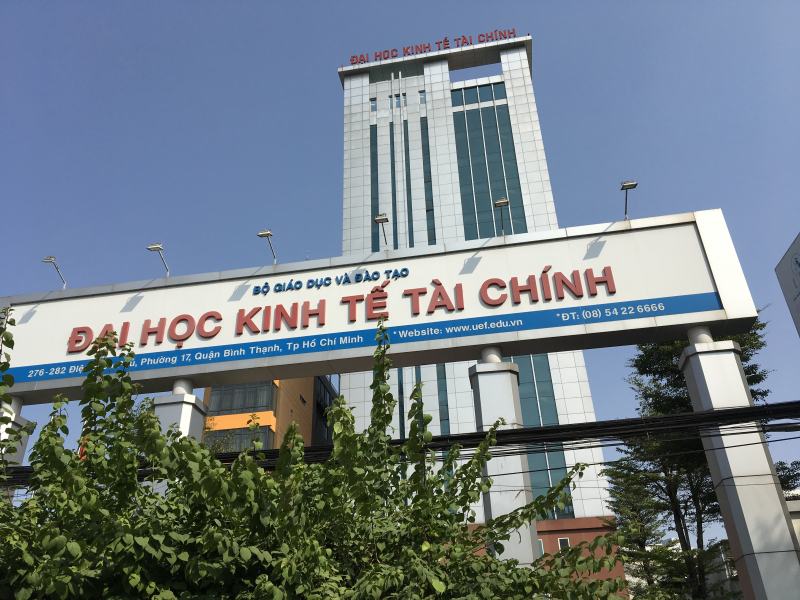 ĐẠI HỌC KINH TẾ TÀI CHÍNH
BỘ GIÁO DỤC VÀ ĐÀO TẠO
ĐẠI HỌC KINH TẾ TÀI CHÍNH
276-282 Phường 17, Quận Bình Thạnh, Tp Hồ Chí Minh *Website: www.uef.edu.vn *ĐT: (08) 54 22 6666